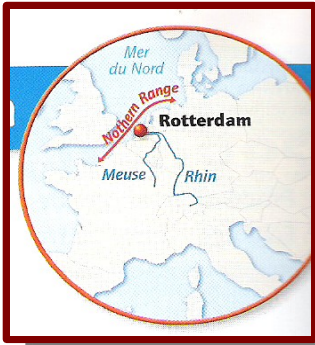 Mer
du Nord
Nothern Range
Rotterdam
Meuse
Rhin